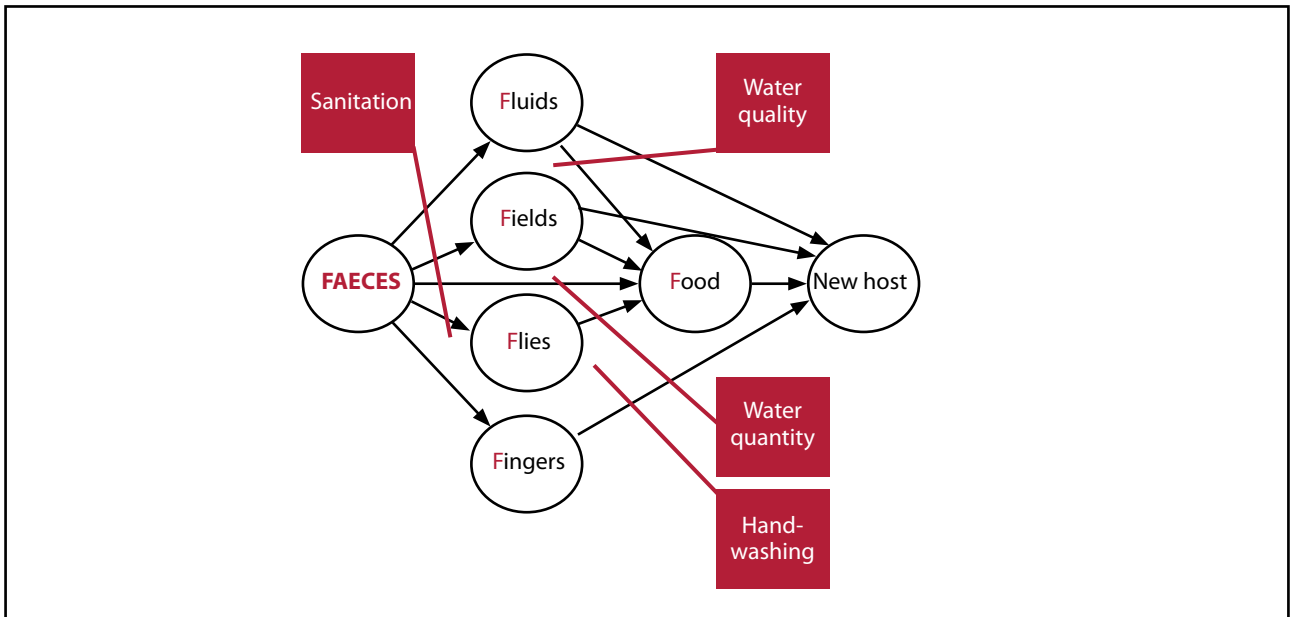 Sanitation
Fluids
Water
quality
Fields
FAECES
Food
New host
Flies
Water
quantity
Fingers
Hand-
washing